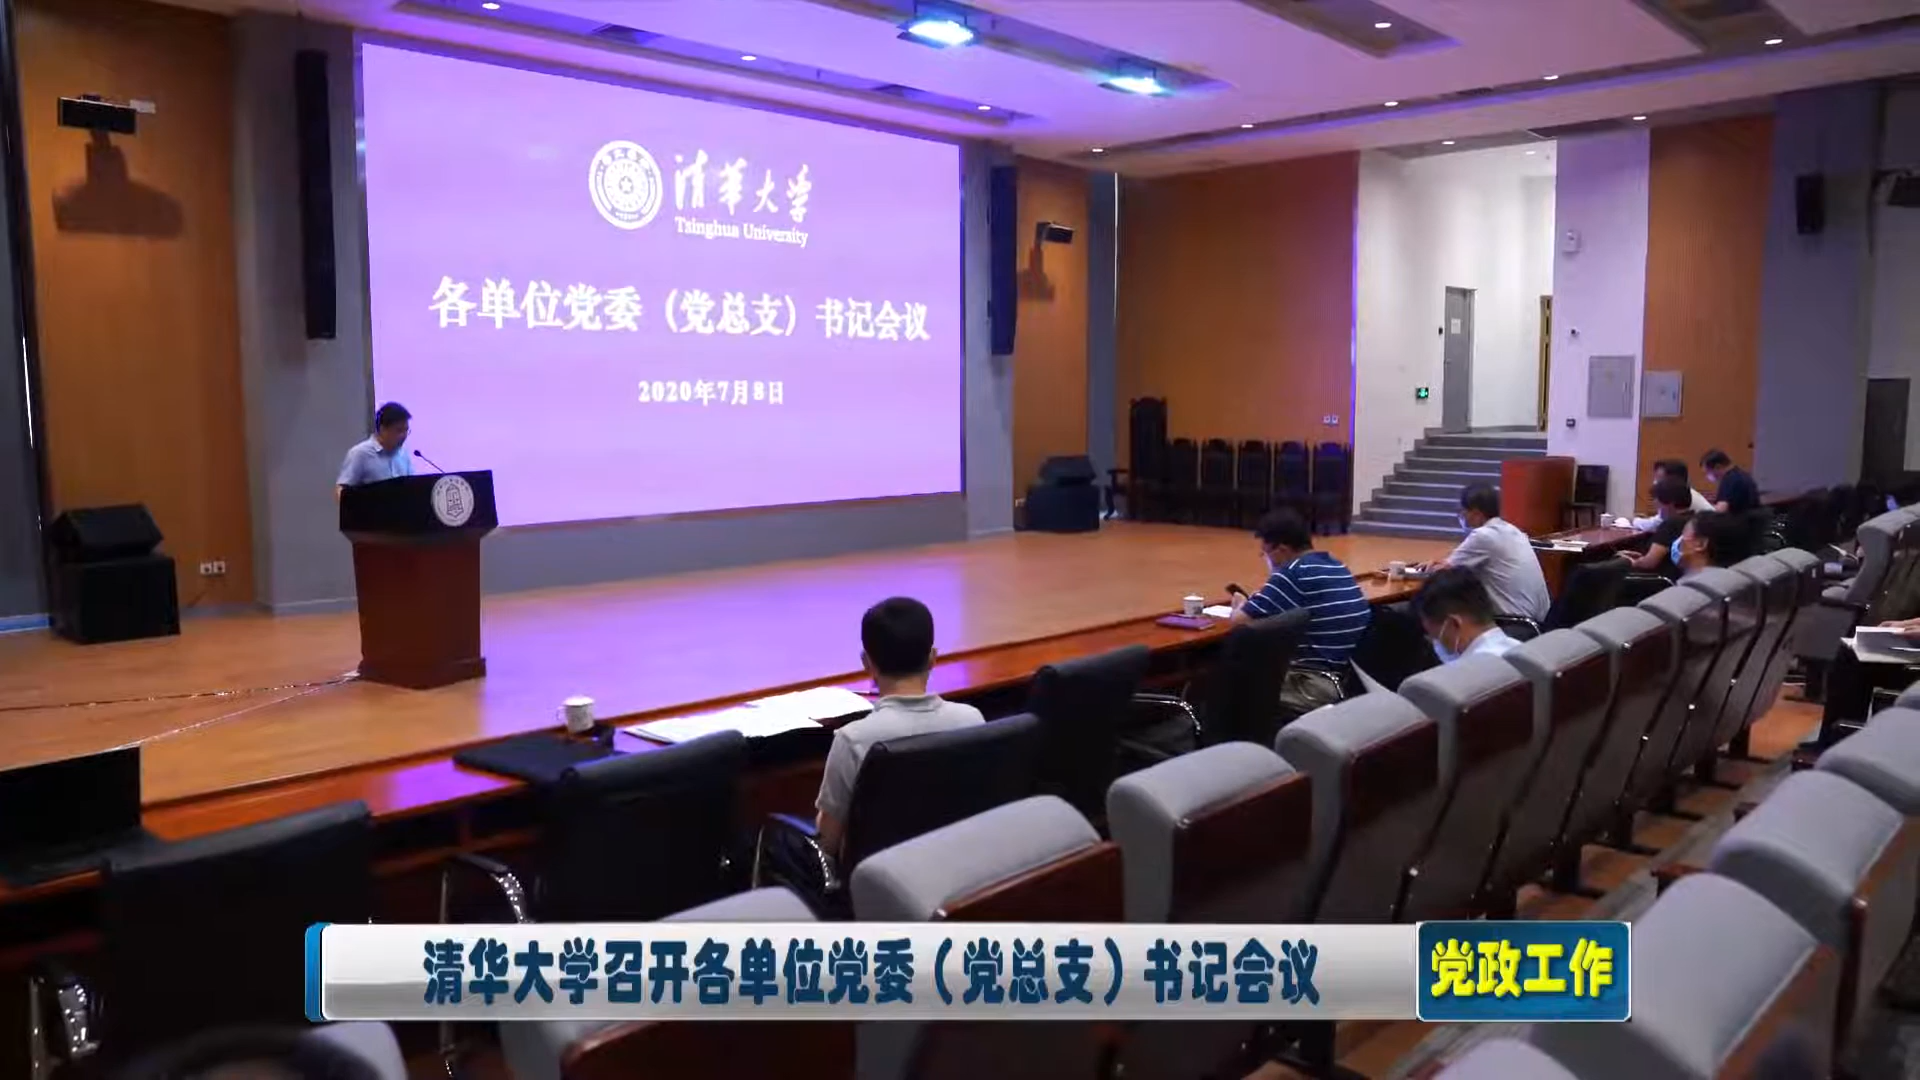 清华大学
Tsinghua University
各单位党委（党总支）书记会议
2020年7月8日
清华大学召开各单位党委（党总支）书记会议
党政工作